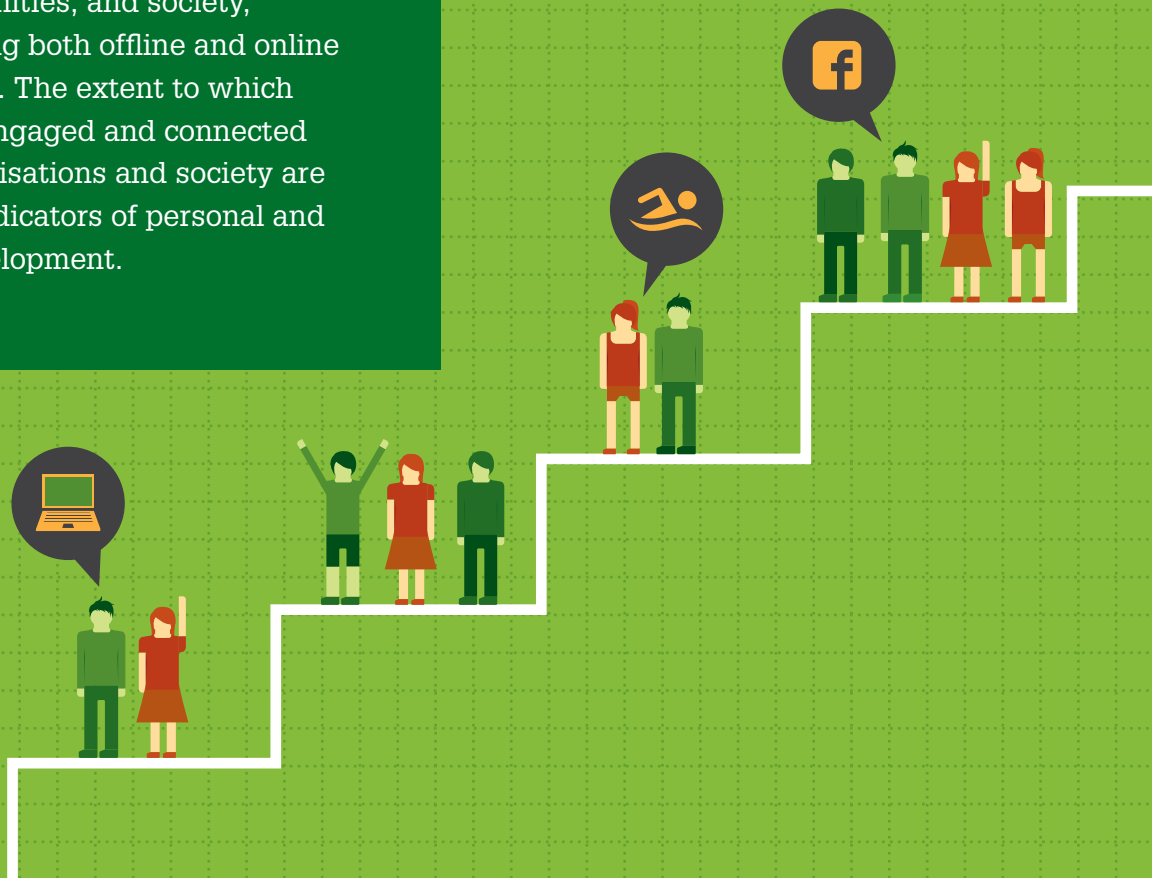 nities, and society,
g both offline and online
. The extent to which
ngaged and connected
isations and society are
dicators of personal and
elopment.
f